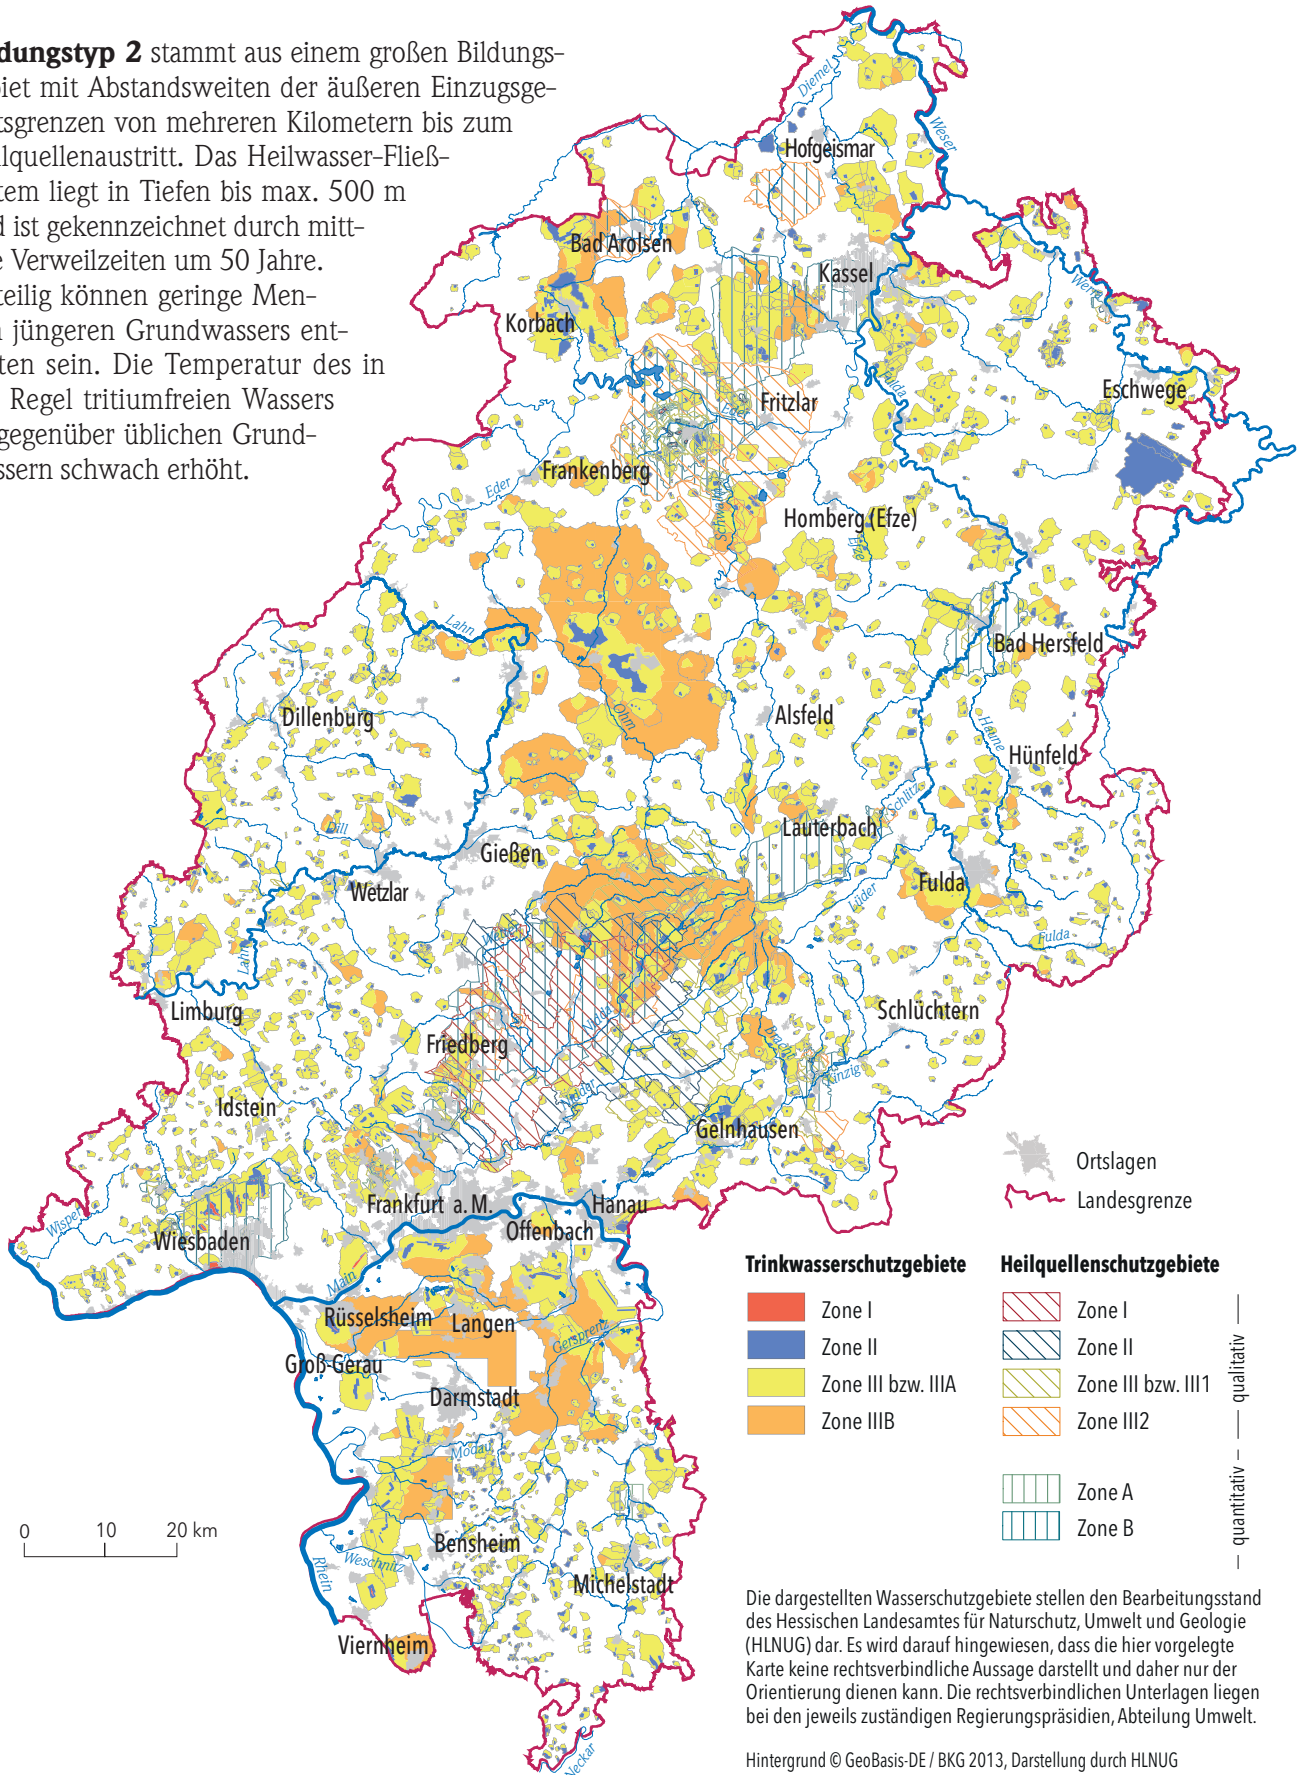 dungstyp 2 stammt aus einem großen Bildungs-
biet mit Abstandsweiten der äußeren Einzugsge-
tsgrenzen von mehreren Kilometern bis zum
lquellenaustritt. Das Heilwasser-Fließ-
tem liegt in Tiefen bis max. 500 m
d ist gekennzeichnet durch mitt-
e Verweilzeiten um 50 Jahre.
teilig können geringe Men-
n jüngeren Grundwassers ent-
ten sein. Die Temperatur des in
Regel tritiumfreien Wassers
gegenüber üblichen Grund-
ssern schwach erhöht.
Diemel
Weser
Hofgeismar
Bad Arolsen
Kassel
Werra
Korbach
Eschwege
Fulda
Fritzlar
Eder
Frankenberg
Eder
Schwalm
Homberg (Efze)
Efze
Lahn
Bad Hersfeld
Dillenburg
Ohm
Alsfeld
Haune
Hünfeld
Schlitz
Lauterbach
Dill
Gießen
Wetzlar
Fulda
Lüder
Wetter
Fulda
Lahn
Limburg
Schlüchtern
Nidda
Friedberg
Bracht
Kinzig
Nidder
Idstein
Gelnhausen
Ortslagen
Landesgrenze
Wisper
Frankfurt a. M.
Hanau
Offenbach
Wiesbaden
Main
Rüsselsheim
Langen
Gersprenz
Groß-Gerau
Darmstadt
Modau
Bensheim
Weschnitz
Rhein
Michelstadt
Viernheim
Neckar
0 10 20 km
Trinkwasserschutzgebiete
Zone I
Zone II
Zone III bzw. IIIA
Zone IIIB
Heilquellenschutzgebiete
Zone I
Zone II
Zone III bzw. III1
Zone III2
Zone A
Zone B
— quantitativ — — qualitativ —
Die dargestellten Wasserschutzgebiete stellen den Bearbeitungsstand
des Hessischen Landesamtes für Naturschutz, Umwelt und Geologie
(HLNUG) dar. Es wird darauf hingewiesen, dass die hier vorgelegte
Karte keine rechtsverbindliche Aussage darstellt und daher nur der
Orientierung dienen kann. Die rechtsverbindlichen Unterlagen liegen
bei den jeweils zuständigen Regierungspräsidien, Abteilung Umwelt.
Hintergrund © GeoBasis-DE / BKG 2013, Darstellung durch HLNUG